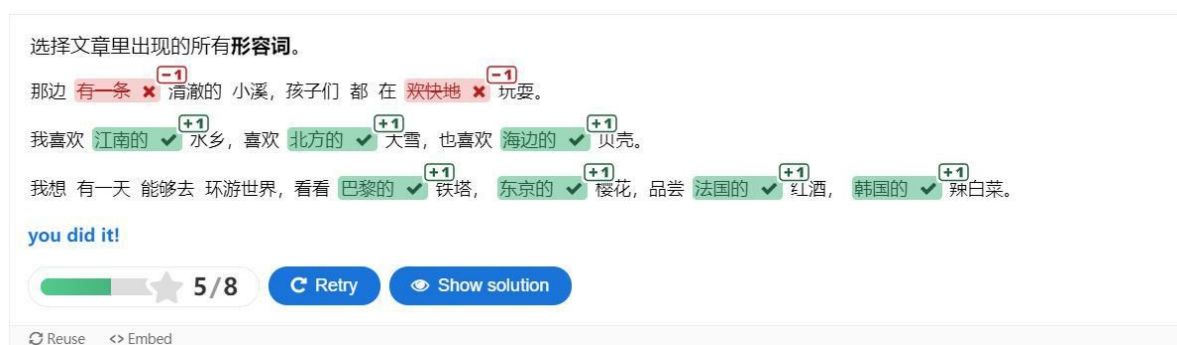 选择文章里出现的所有形容词。
那边 有一条 -1 清澈的 小溪，孩子们 都 在 欢快地 -1 玩耍。
我喜欢 江南的 +1 水乡，喜欢 北方的 +1 大雪，也喜欢 海边的 +1 贝壳。
我想 有一天 能够去 环游世界，看看 巴黎的 +1 铁塔， 东京的 +1 樱花，品尝 法国的 +1 红酒， 韩国的 +1 辣白菜。
you did it!
5/8 Retry Show solution
Reuse <> Embed